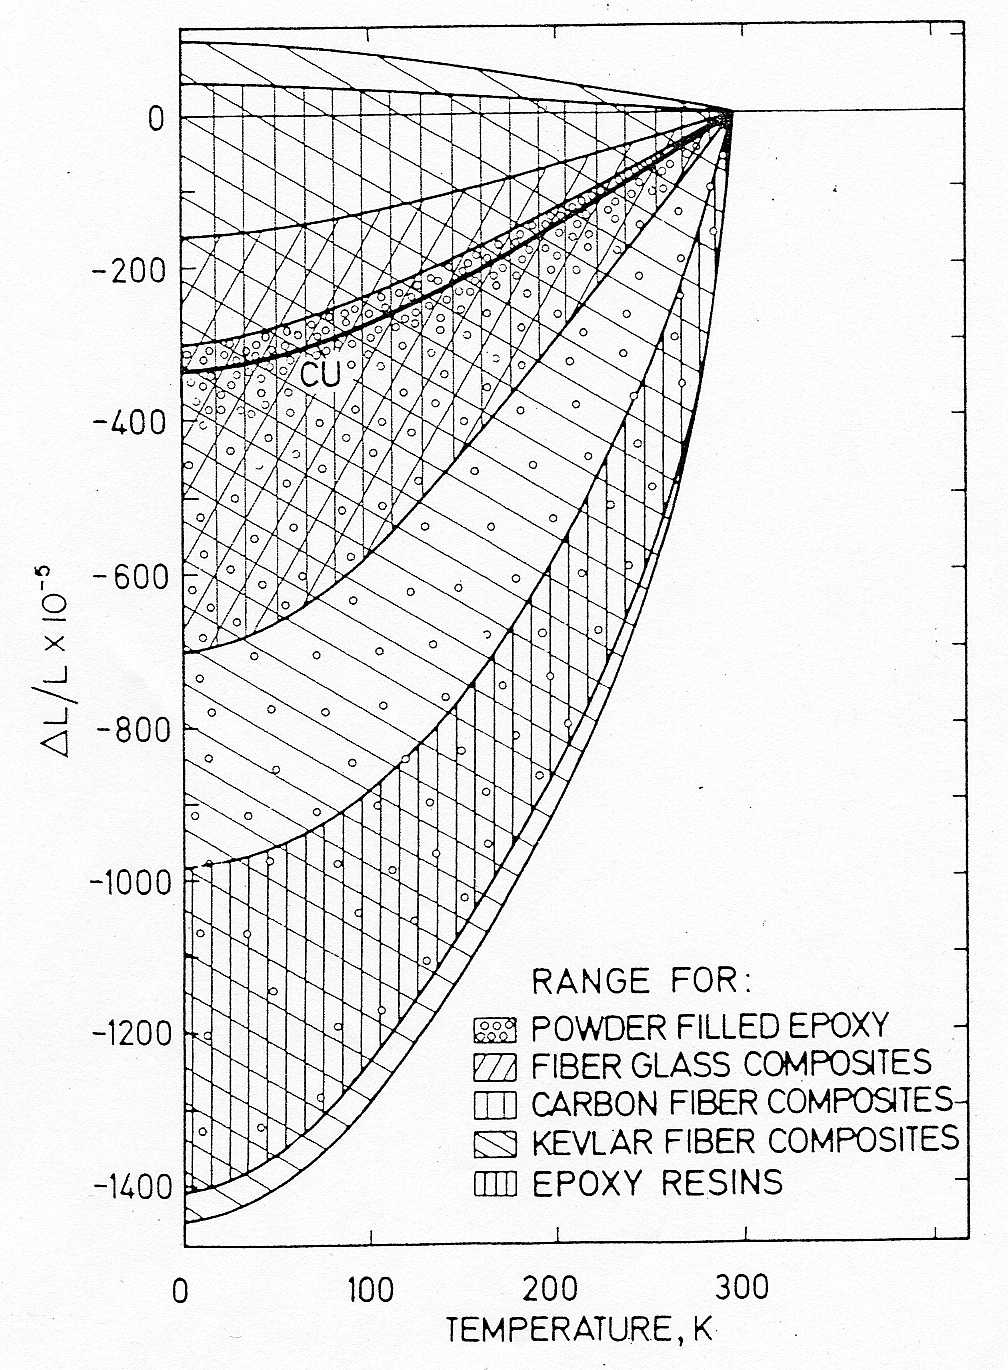 0
-200
-400
-600
-800
-1000
-1200
-1400
ΔL/L X 10⁻⁵
CU
RANGE FOR:
POWDER FILLED EPOXY
FIBER GLASS COMPOSITES
CARBON FIBER COMPOSITES
KEVLAR FIBER COMPOSITES
EPOXY RESINS
0 100 200 300
TEMPERATURE, K